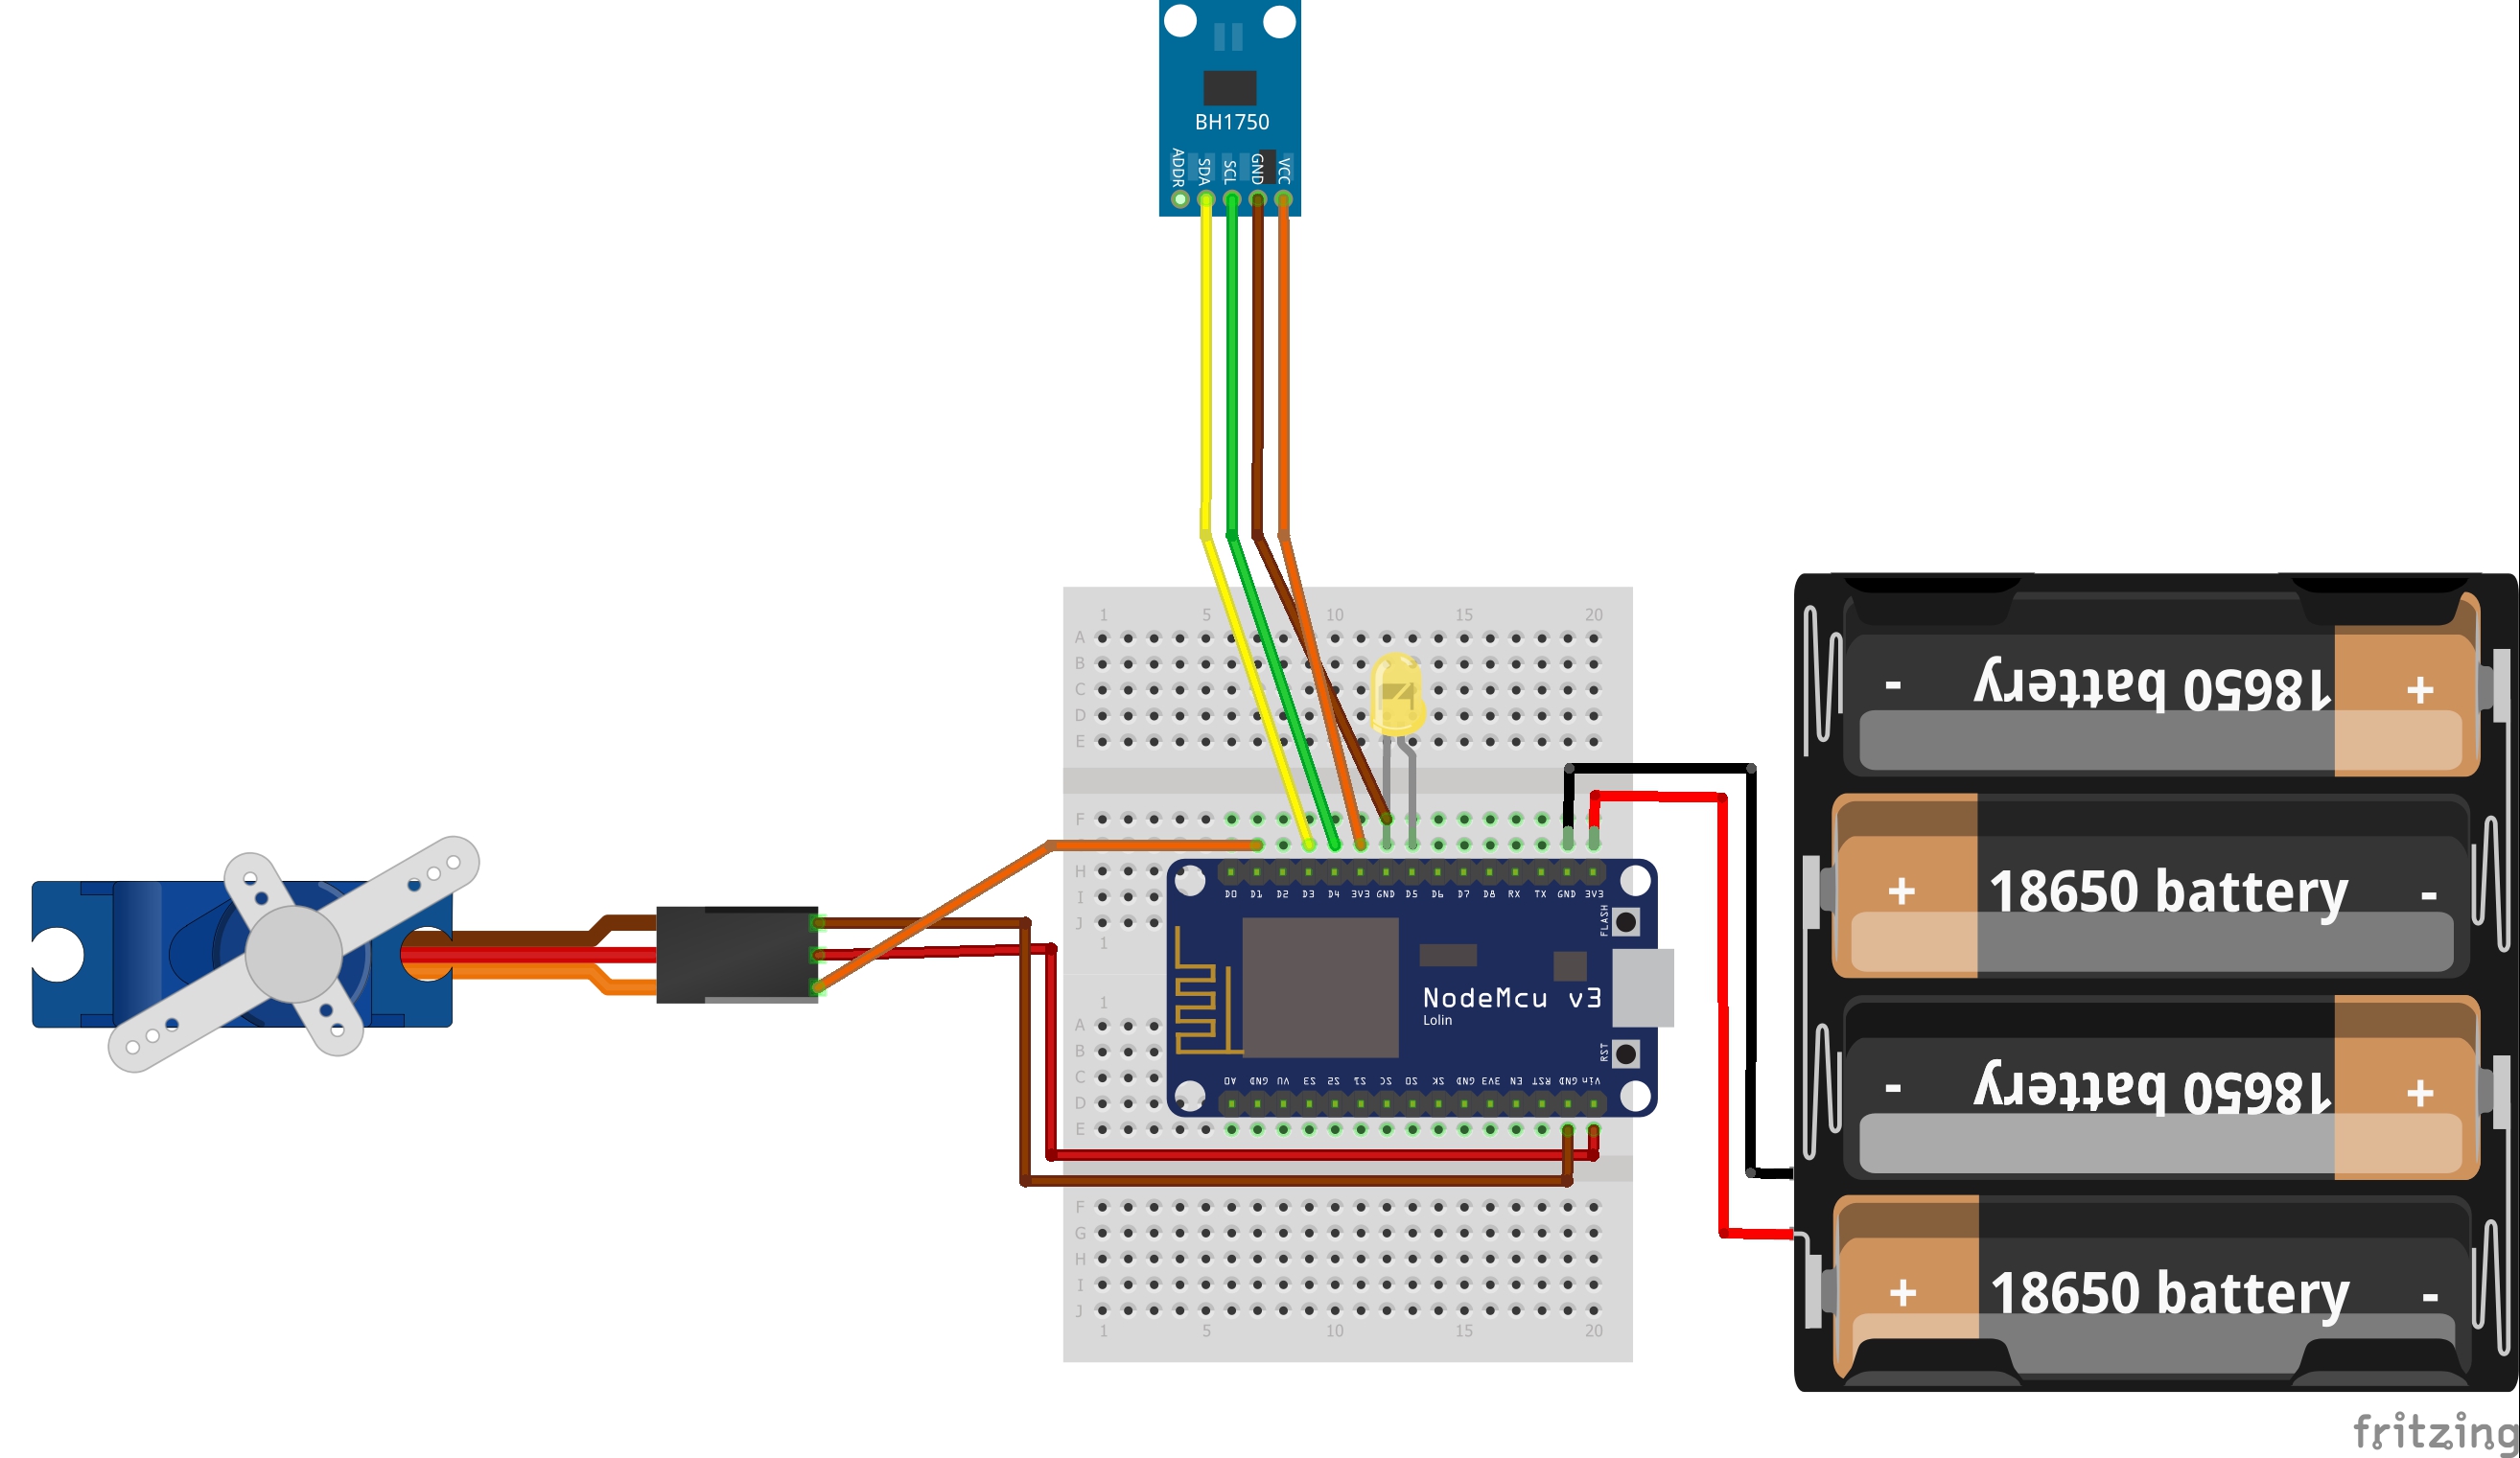 BH1750
ADDR SDA SCL GND VCC
1 5 10 15 20
A
B
C
D
E
F
H
I
J
1
D0 D1 D2 D3 D4 3V3 GND D5 D6 D7 D8 RX TX GND 3V3
FLASH
NodeMcu v3
Lolin
RST
1
A
B
C
D
E
A0 GND VU S3 S2 S1 SC S0 SK GND 3V3 EN RST GND Vin
F
G
H
I
J
1 5 10 15 20
- 18650 battery +
+ 18650 battery -
- 18650 battery +
+ 18650 battery -
fritzing